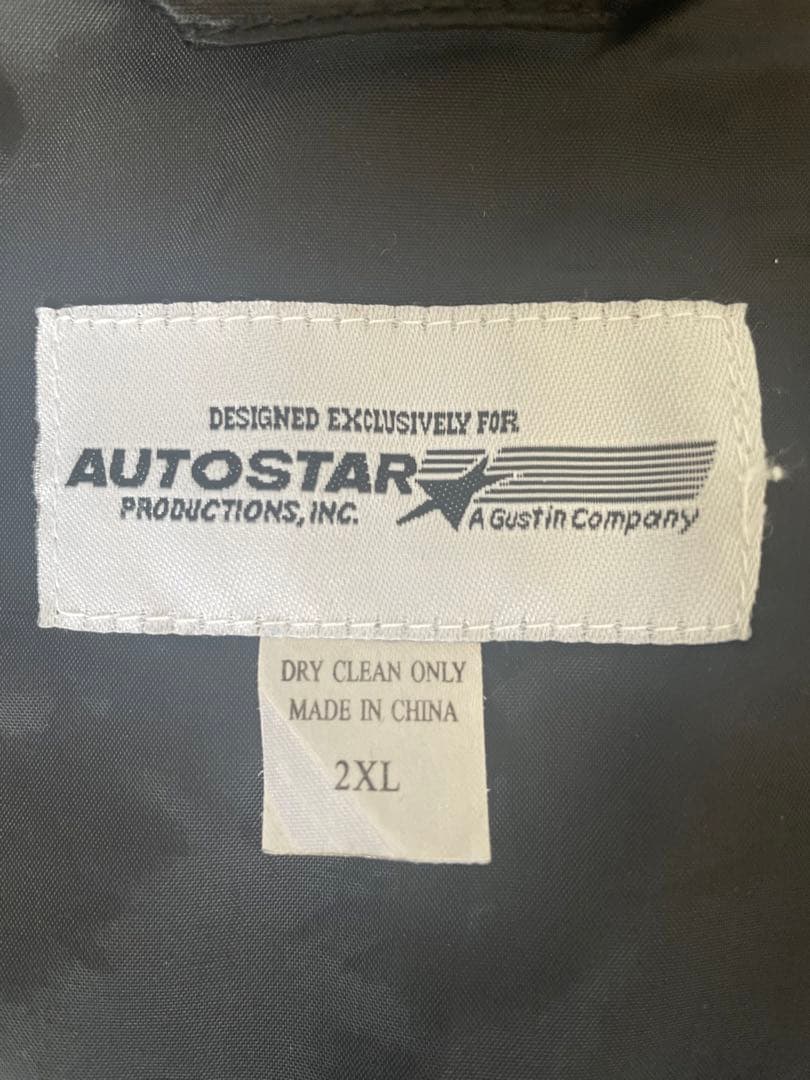 DESIGNED EXCLUSIVELY FOR
AUTOSTAR
PRODUCTIONS, INC.
A Gustin Company
DRY CLEAN ONLY
MADE IN CHINA
2XL